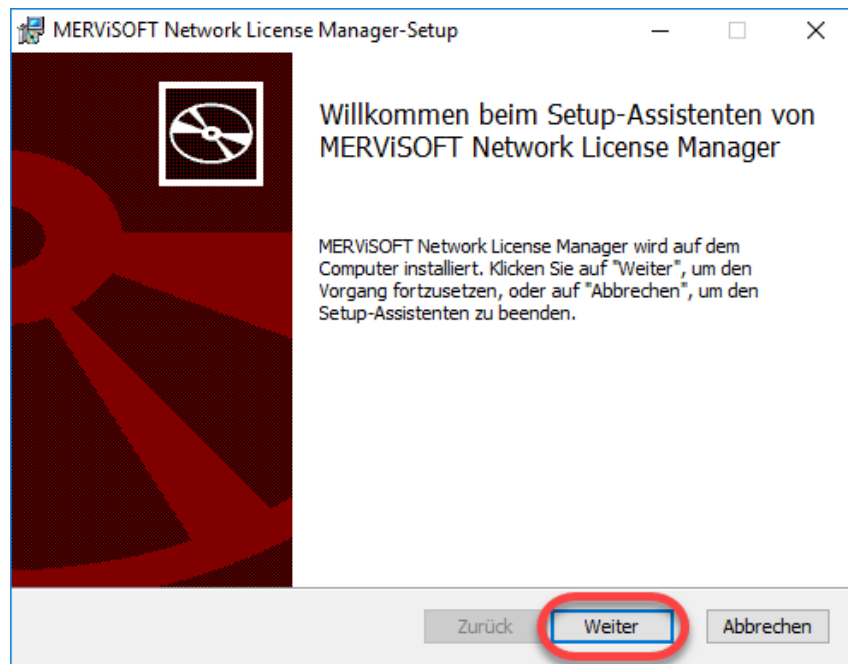 MERViSOFT Network License Manager-Setup
Willkommen beim Setup-Assistenten von
MERViSOFT Network License Manager
MERViSOFT Network License Manager wird auf dem
Computer installiert. Klicken Sie auf "Weiter", um den
Vorgang fortzusetzen, oder auf "Abbrechen", um den
Setup-Assistenten zu beenden.
Zurück Weiter Abbrechen